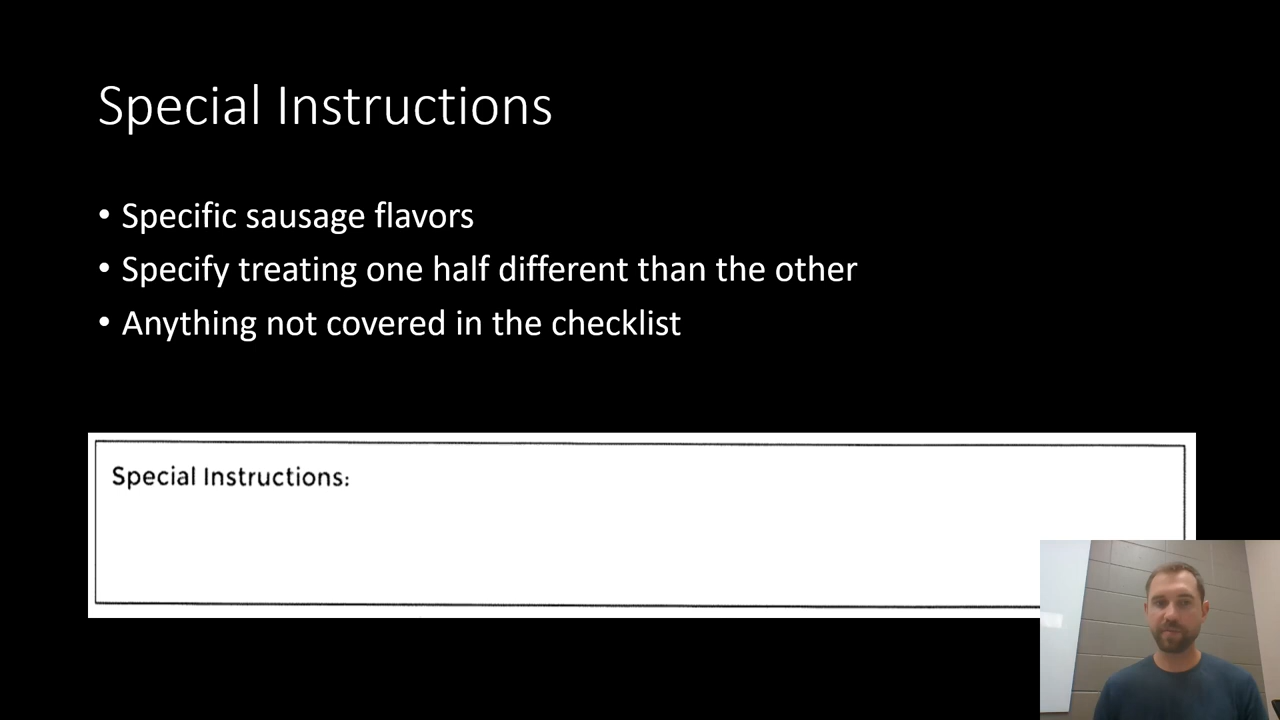 Special Instructions
• Specific sausage flavors
• Specify treating one half different than the other
• Anything not covered in the checklist
Special Instructions: